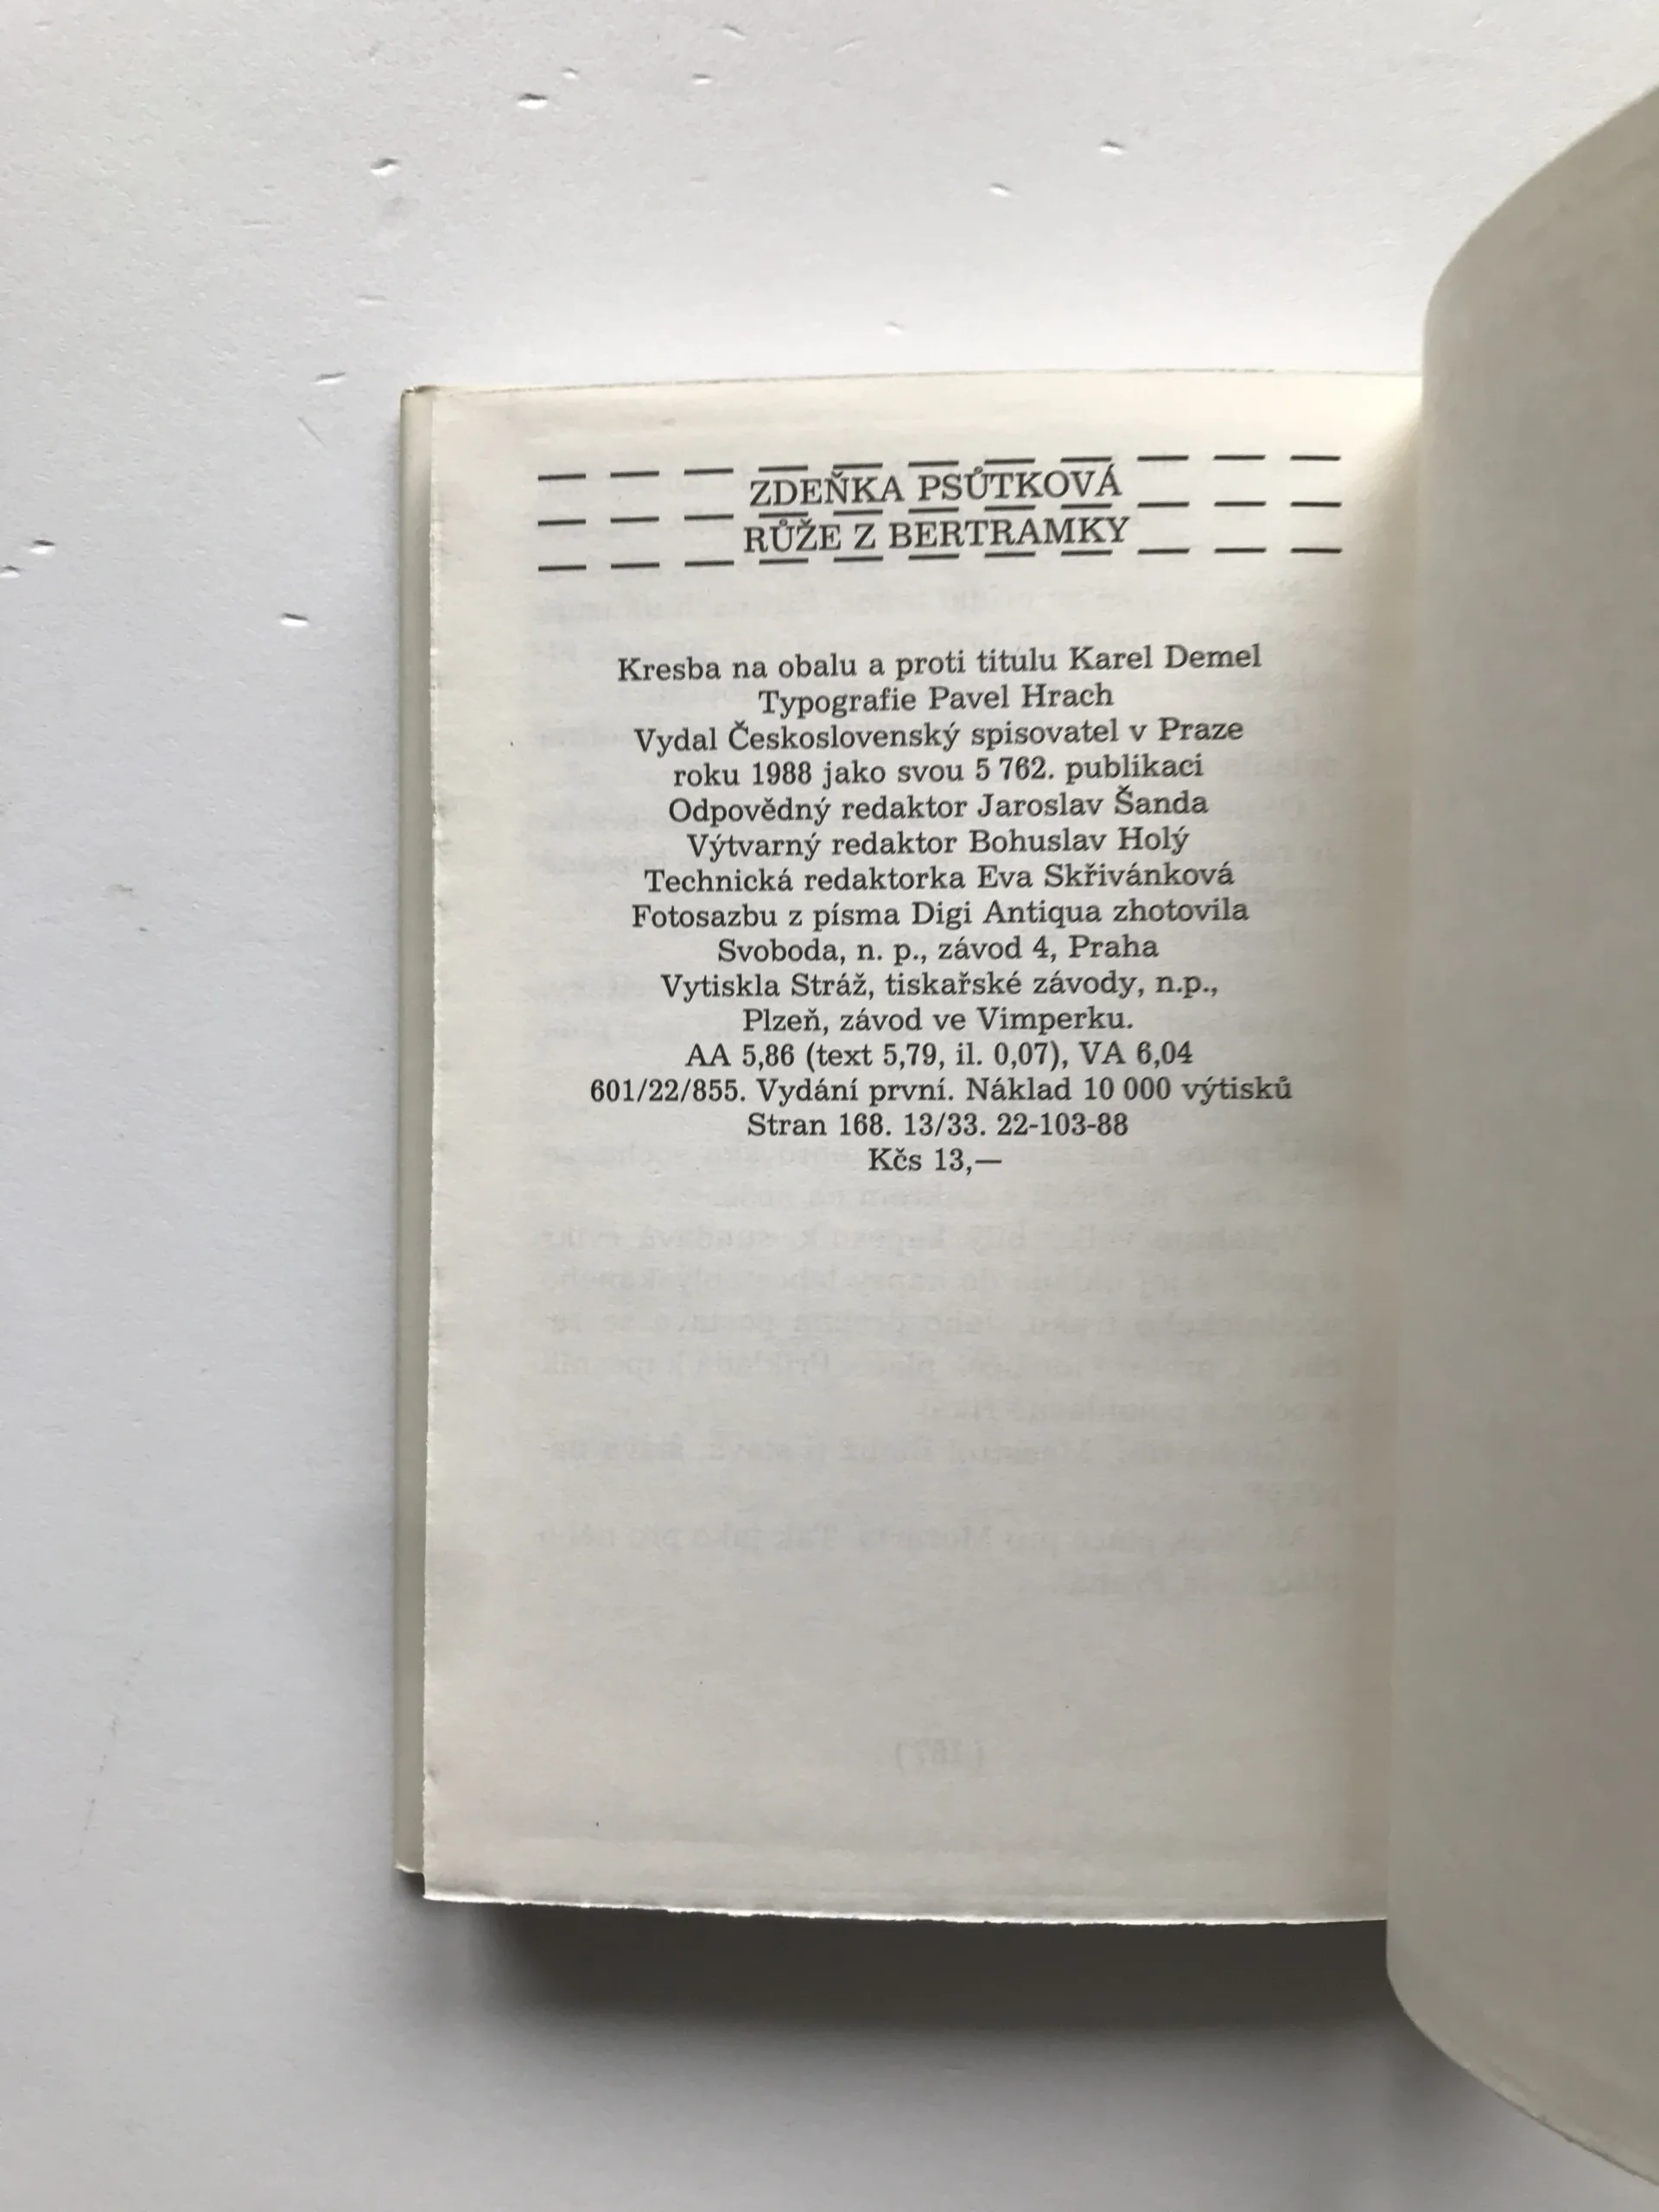 ZDEŇKA PSŮTKOVÁ
RŮŽE Z BERTRAMKY
Kresba na obalu a proti titulu Karel Demel
Typografie Pavel Hrach
Vydal Československý spisovatel v Praze
roku 1988 jako svou 5 762. publikaci
Odpovědný redaktor Jaroslav Šanda
Výtvarný redaktor Bohuslav Holý
Technická redaktorka Eva Skřivánková
Fotosazbu z písma Digi Antiqua zhotovila
Svoboda, n. p., závod 4, Praha
Vytiskla Stráž, tiskařské závody, n.p.,
Plzeň, závod ve Vimperku.
AA 5,86 (text 5,79, il. 0,07), VA 6,04
601/22/855. Vydání první. Náklad 10 000 výtisků
Stran 168. 13/33. 22-103-88
Kčs 13,—